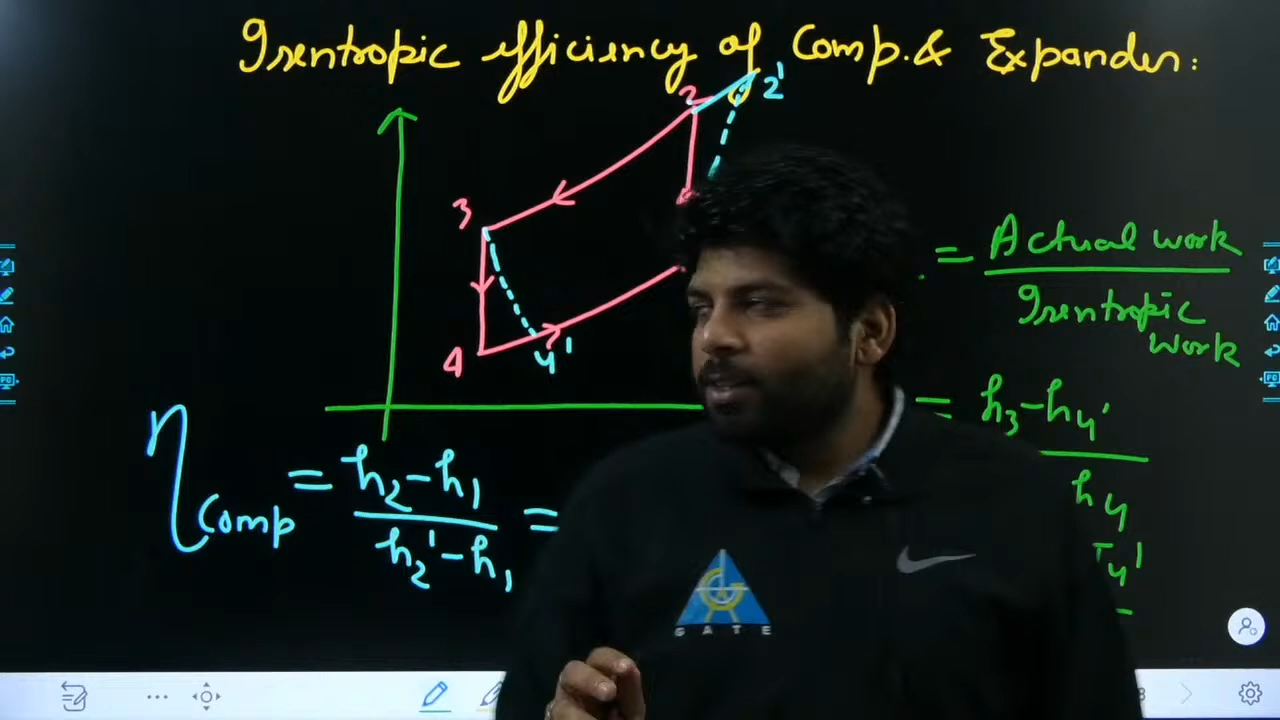 Isentropic efficiency of Comp. & Expander:
2 2'
3
4 4'
= Actual work
Isentropic work
= h3-h4'
h4
T4'
ηComp = h2-h1
h2'-h1
=
GATE